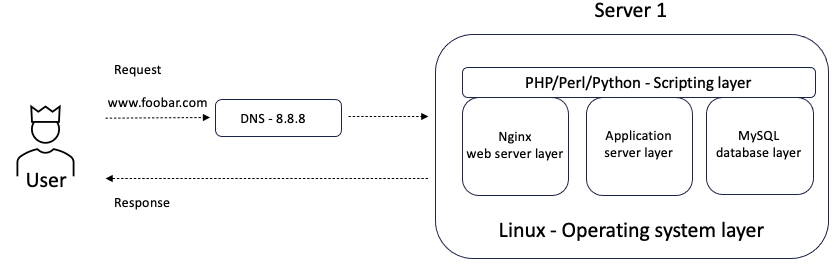 Server 1
Request
www.foobar.com
DNS - 8.8.8
User
Response
PHP/Perl/Python - Scripting layer
Nginx
web server layer
Application
server layer
MySQL
database layer
Linux - Operating system layer